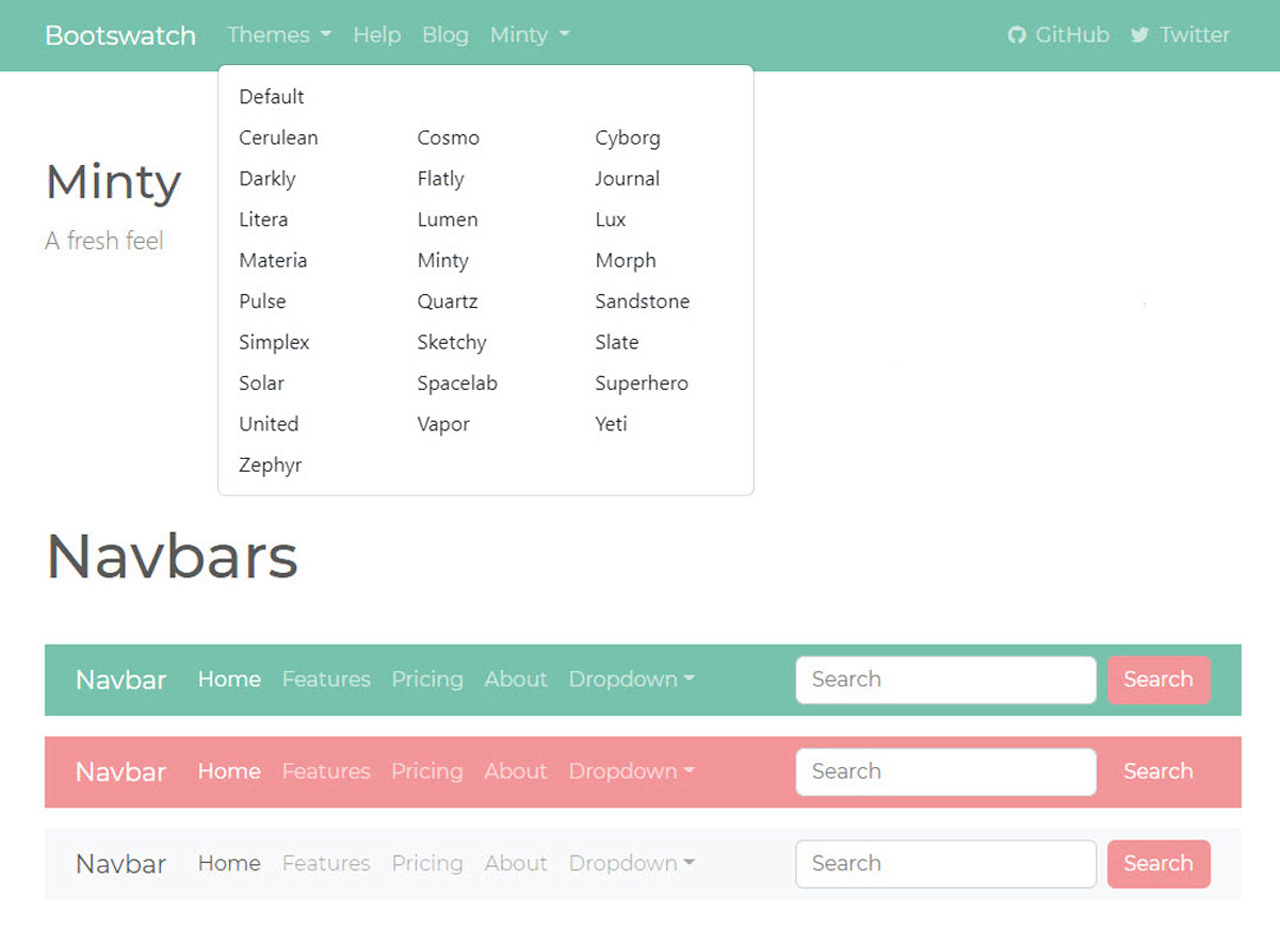 Bootswatch Themes Help Blog Minty GitHub Twitter
Default
Cerulean Cosmo Cyborg
Minty
Darkly Flatly Journal
Litera Lumen Lux
A fresh feel
Materia Minty Morph
Pulse Quartz Sandstone
Simplex Sketchy Slate
Solar Spacelab Superhero
United Vapor Yeti
Zephyr
Navbars
Navbar Home Features Pricing About Dropdown Search Search
Navbar Home Features Pricing About Dropdown Search Search
Navbar Home Features Pricing About Dropdown Search Search